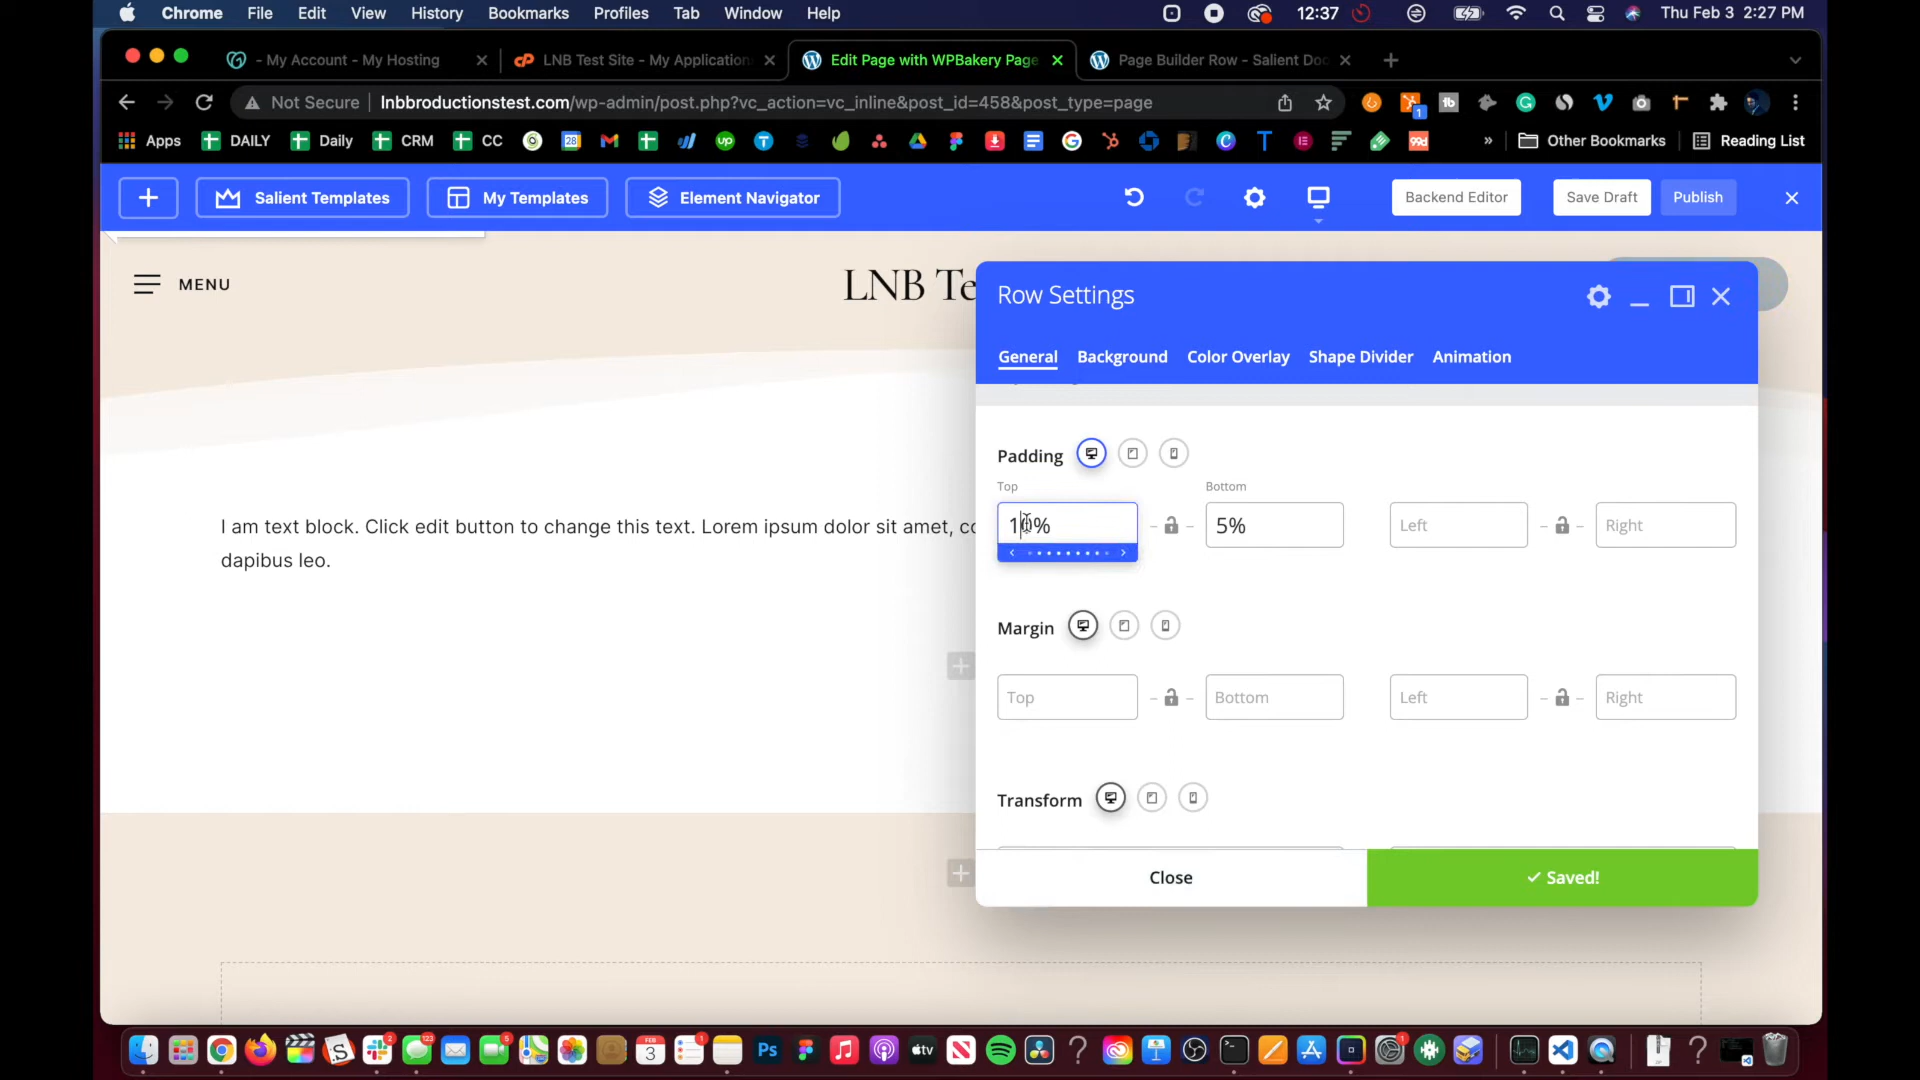 Chrome File Edit View History Bookmarks Profiles Tab Window Help 12:37 Thu Feb 3 2:27 PM
- My Account - My Hosting LNB Test Site - My Application Edit Page with WPBakery Page Page Builder Row - Salient Doc
Not Secure lnbbroductionstest.com/wp-admin/post.php?vc_action=vc_inline&post_id=458&post_type=page
Apps DAILY Daily CRM CC Other Bookmarks Reading List
Salient Templates My Templates Element Navigator Backend Editor Save Draft Publish
MENU
LNB Te
Row Settings
General Background Color Overlay Shape Divider Animation
Padding
Top Bottom
10% 5% Left Right
I am text block. Click edit button to change this text. Lorem ipsum dolor sit amet, co
dapibus leo.
Margin
Top Bottom Left Right
Transform
Close Saved!